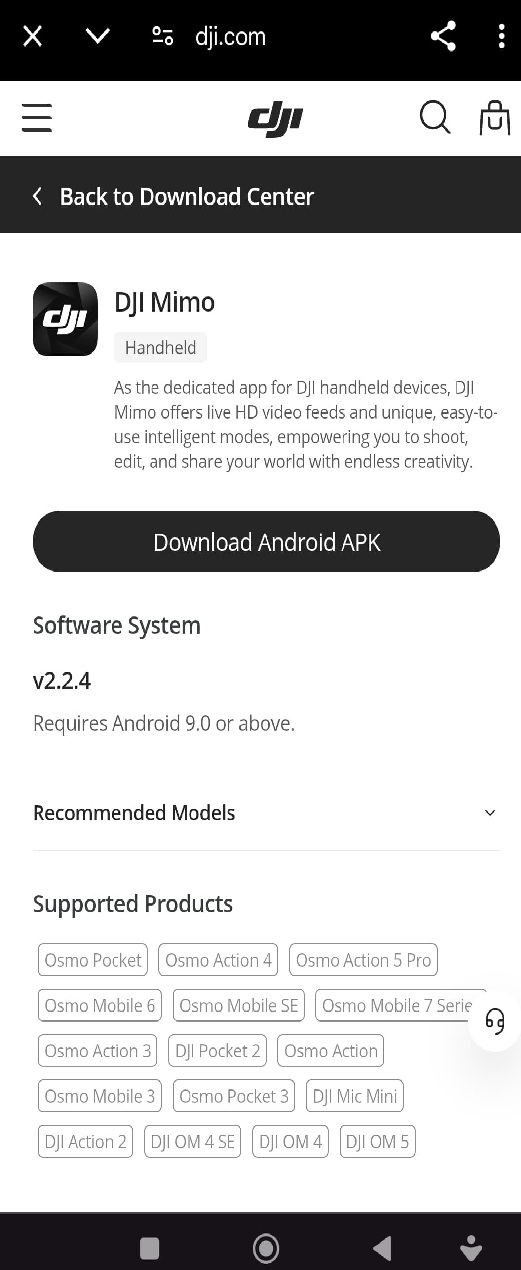 dji.com
dji
Back to Download Center
dji
DJI Mimo
Handheld
As the dedicated app for DJI handheld devices, DJI
Mimo offers live HD video feeds and unique, easy-to-
use intelligent modes, empowering you to shoot,
edit, and share your world with endless creativity.
Download Android APK
Software System
v2.2.4
Requires Android 9.0 or above.
Recommended Models
Supported Products
Osmo Pocket Osmo Action 4 Osmo Action 5 Pro
Osmo Mobile 6 Osmo Mobile SE Osmo Mobile 7 Serie
Osmo Action 3 DJI Pocket 2 Osmo Action
Osmo Mobile 3 Osmo Pocket 3 DJI Mic Mini
DJI Action 2 DJI OM 4 SE DJI OM 4 DJI OM 5